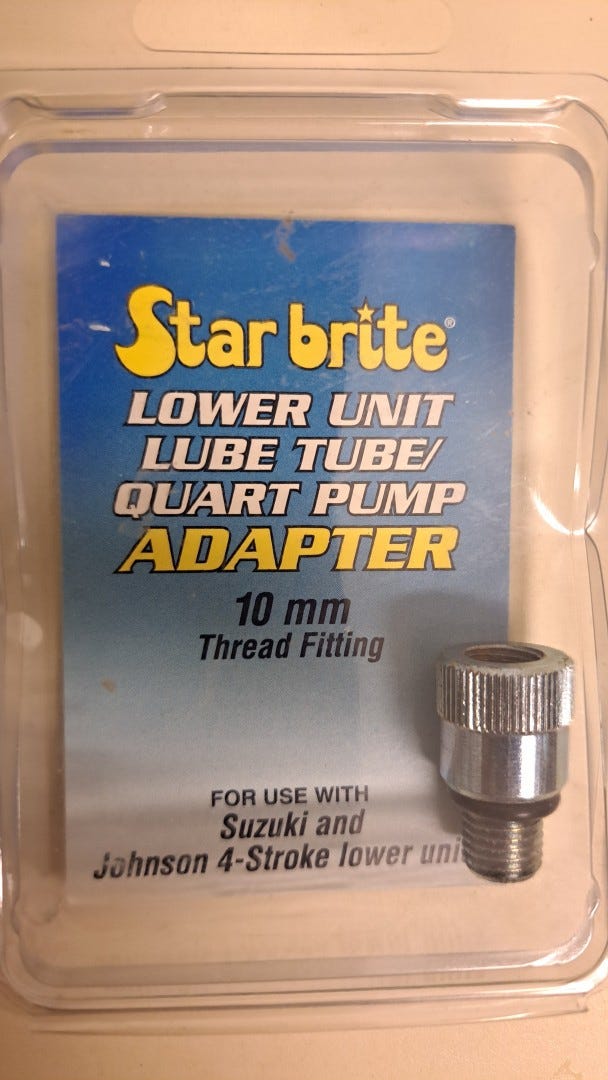 Star brite®
LOWER UNIT
LUBE TUBE/
QUART PUMP
ADAPTER
10 mm
Thread Fitting
FOR USE WITH
Suzuki and
Johnson 4-Stroke lower uni